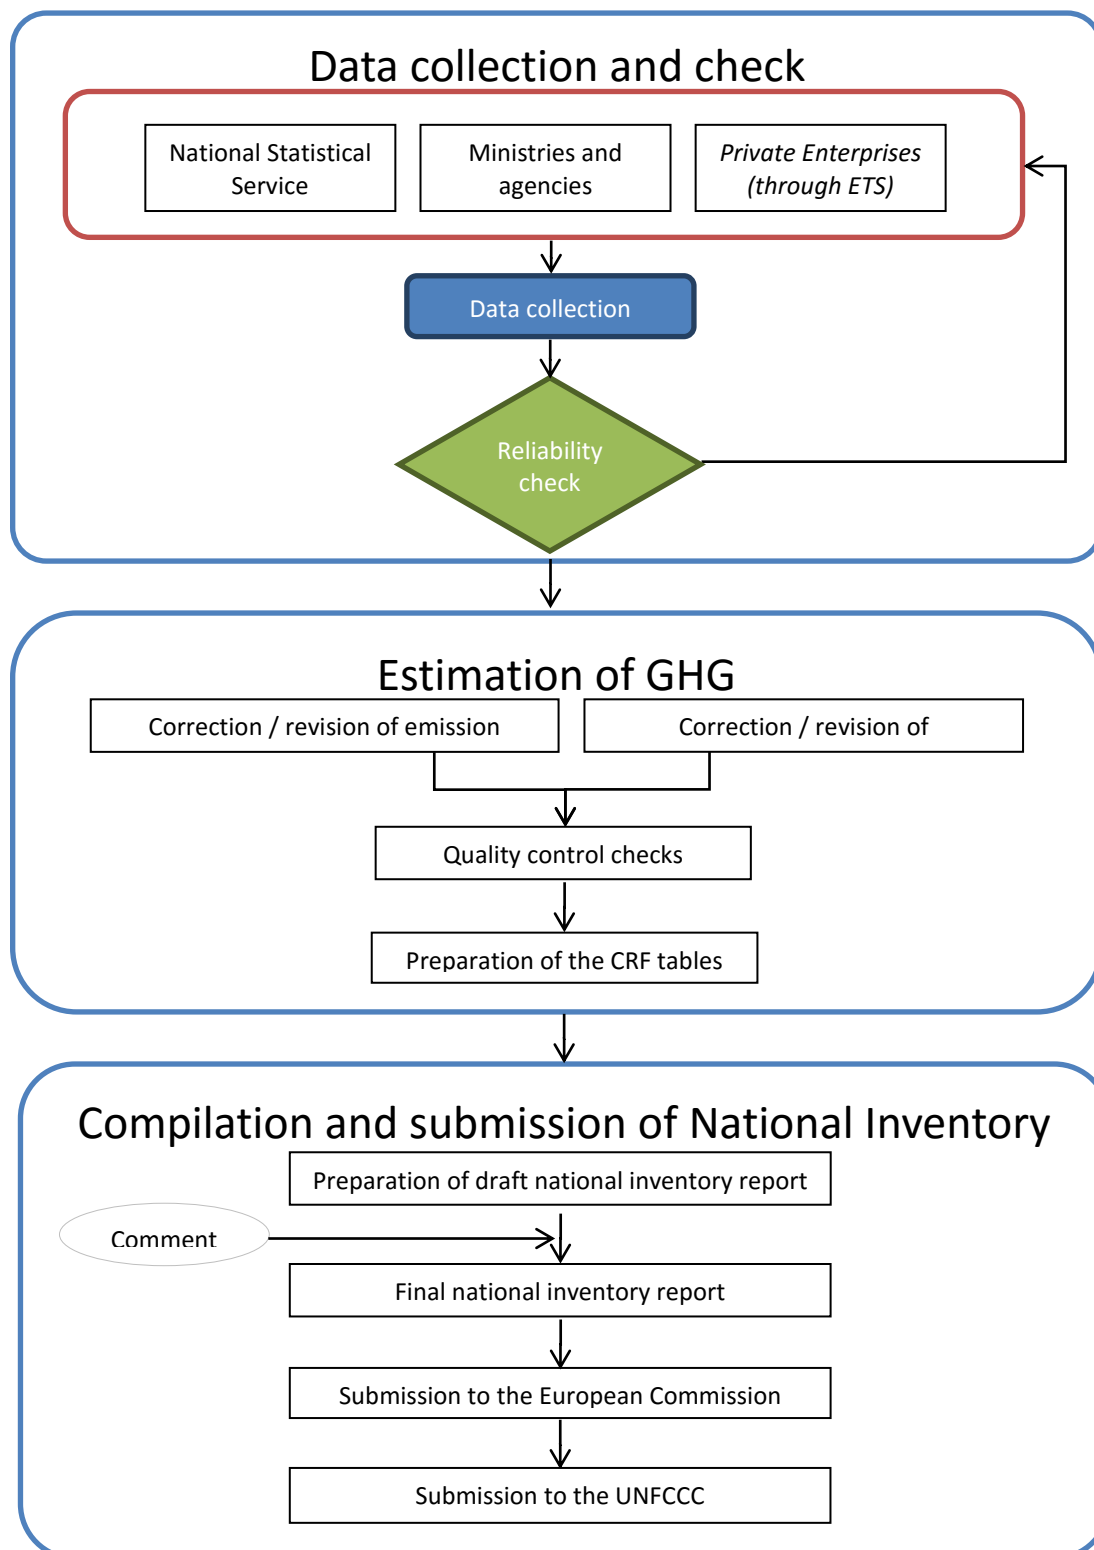 Data collection and check
National Statistical
Service
Ministries and
agencies
Private Enterprises
(through ETS)
Data collection
Reliability
check
Estimation of GHG
Correction / revision of emission
Correction / revision of
Quality control checks
Preparation of the CRF tables
Compilation and submission of National Inventory
Preparation of draft national inventory report
Comment
Final national inventory report
Submission to the European Commission
Submission to the UNFCCC